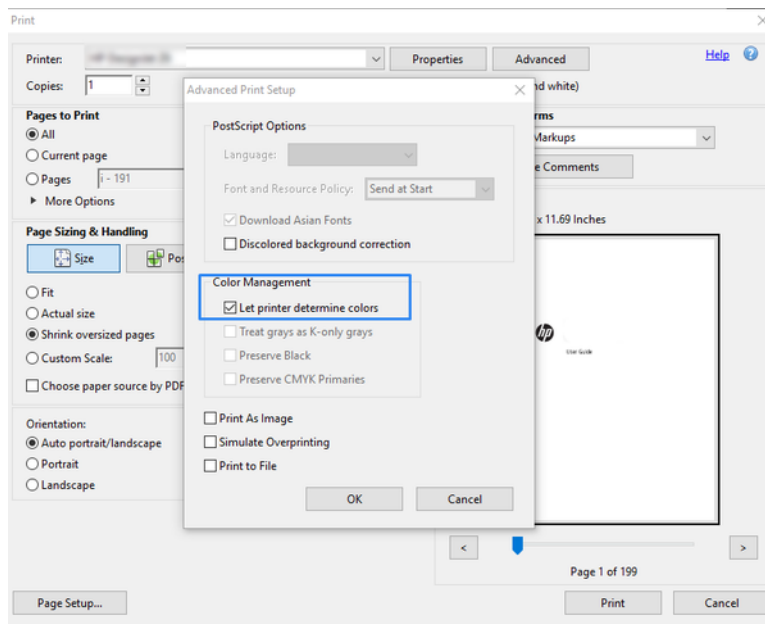 Print
Printer:
Properties
Advanced
Help
Copies:
1
nd white)
Pages to Print
All
Current page
Pages
i - 191
More Options
Page Sizing & Handling
Size
Pos
Fit
Actual size
Shrink oversized pages
Custom Scale:
100
Choose paper source by PDF
Orientation:
Auto portrait/landscape
Portrait
Landscape
Advanced Print Setup
PostScript Options
Language:
Font and Resource Policy:
Send at Start
Download Asian Fonts
Discolored background correction
Color Management
Let printer determine colors
Treat grays as K-only grays
Preserve Black
Preserve CMYK Primaries
Print As Image
Simulate Overprinting
Print to File
OK
Cancel
rms
Markups
e Comments
x 11.69 Inches
hp
User Guide
<
>
Page 1 of 199
Page Setup...
Print
Cancel